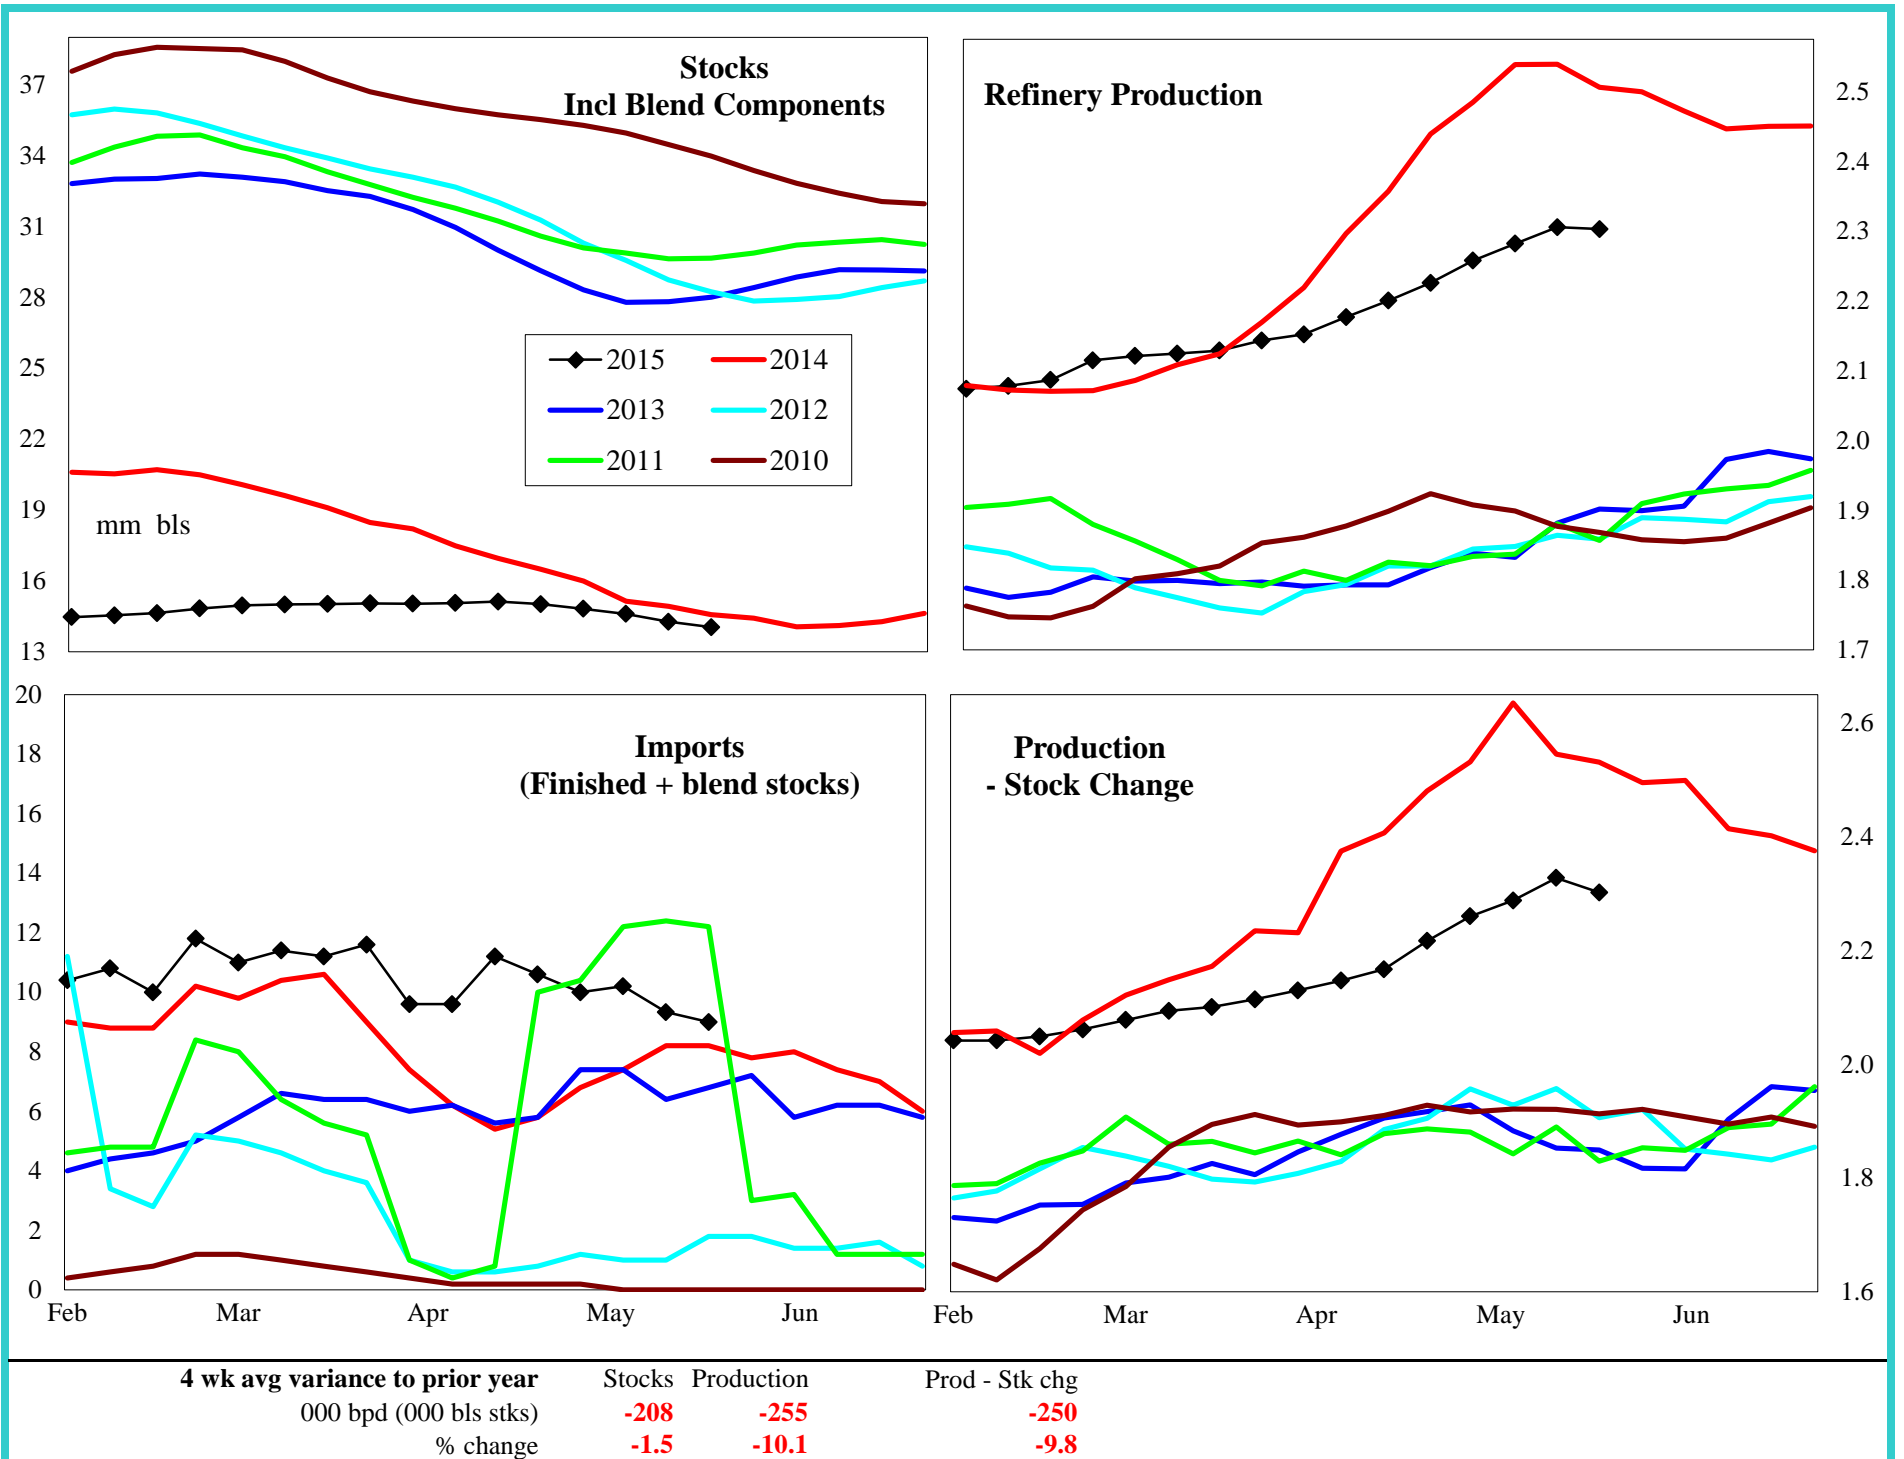 Stocks
Incl Blend Components
37
34
31
28
25
22
19
16
13
mm bls
2015 2014
2013 2012
2011 2010
Refinery Production
2.5
2.4
2.3
2.2
2.1
2.0
1.9
1.8
1.7
Imports
(Finished + blend stocks)
20
18
16
14
12
10
8
6
4
2
0
Feb Mar Apr May Jun
Production
- Stock Change
2.6
2.4
2.2
2.0
1.8
1.6
Feb Mar Apr May Jun
4 wk avg variance to prior year Stocks Production Prod - Stk chg
000 bpd (000 bls stks) -208 -255 -250
% change -1.5 -10.1 -9.8